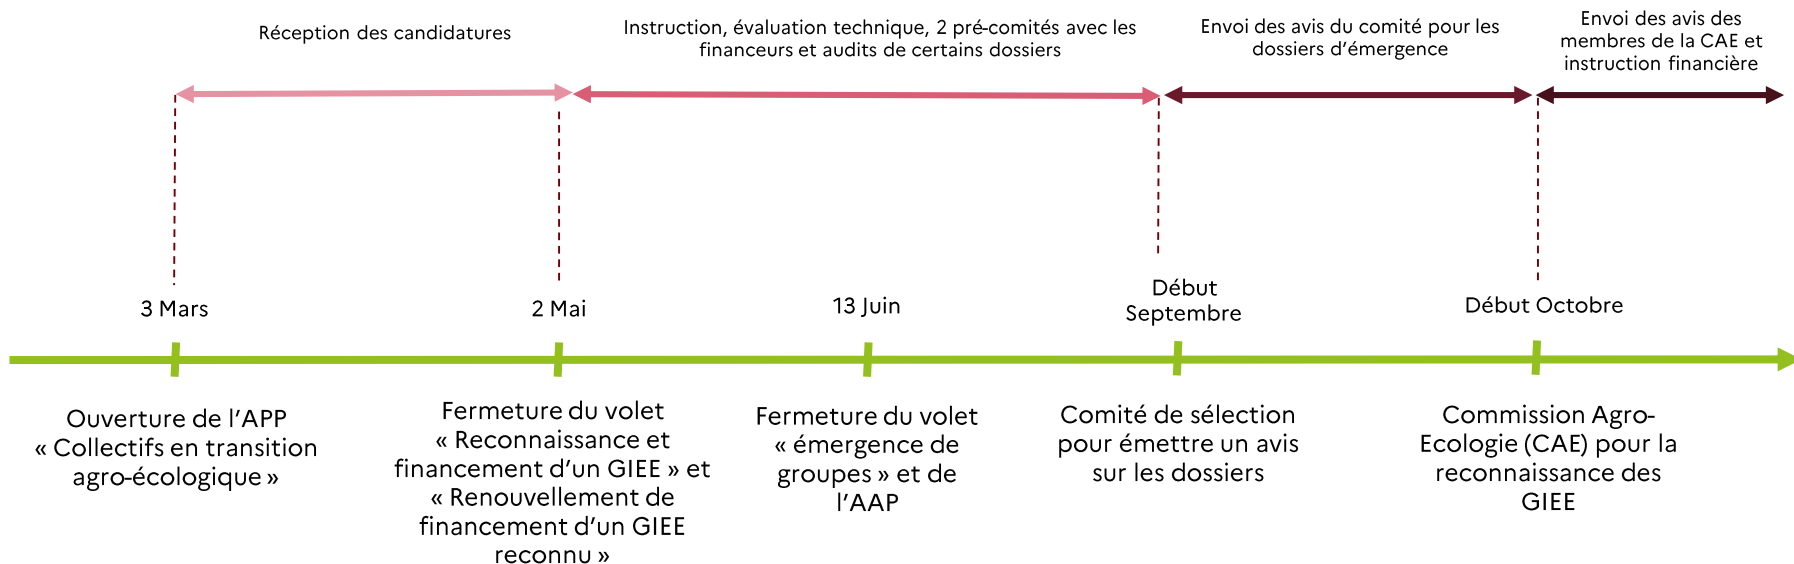 Réception des candidatures
Instruction, évaluation technique, 2 pré-comités avec les
financeurs et audits de certains dossiers
Envoi des avis du comité pour les
dossiers d’émergence
Envoi des avis des
membres de la CAE et
instruction financière
3 Mars
2 Mai
13 Juin
Début
Septembre
Début Octobre
Ouverture de l’APP
« Collectifs en transition
agro-écologique »
Fermeture du volet
« Reconnaissance et
financement d’un GIEE » et
« Renouvellement de
financement d’un GIEE
reconnu »
Fermeture du volet
« émergence de
groupes » et de
l’AAP
Comité de sélection
pour émettre un avis
sur les dossiers
Commission Agro-
Ecologie (CAE) pour la
reconnaissance des
GIEE